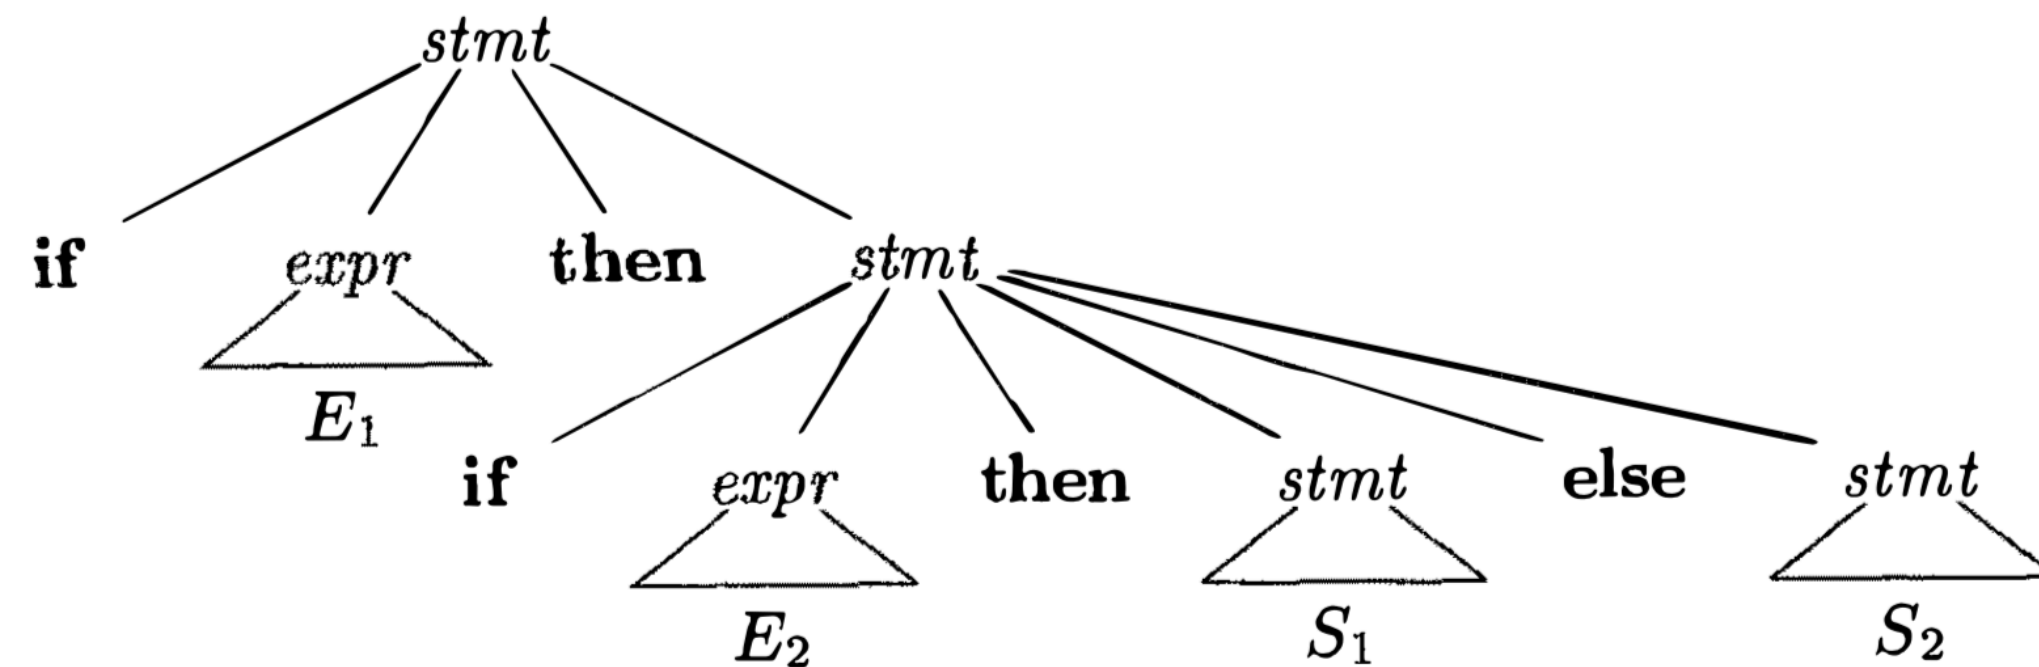 stmt
if expr then stmt
E₁
if expr then stmt else stmt
E₂ S₁ S₂